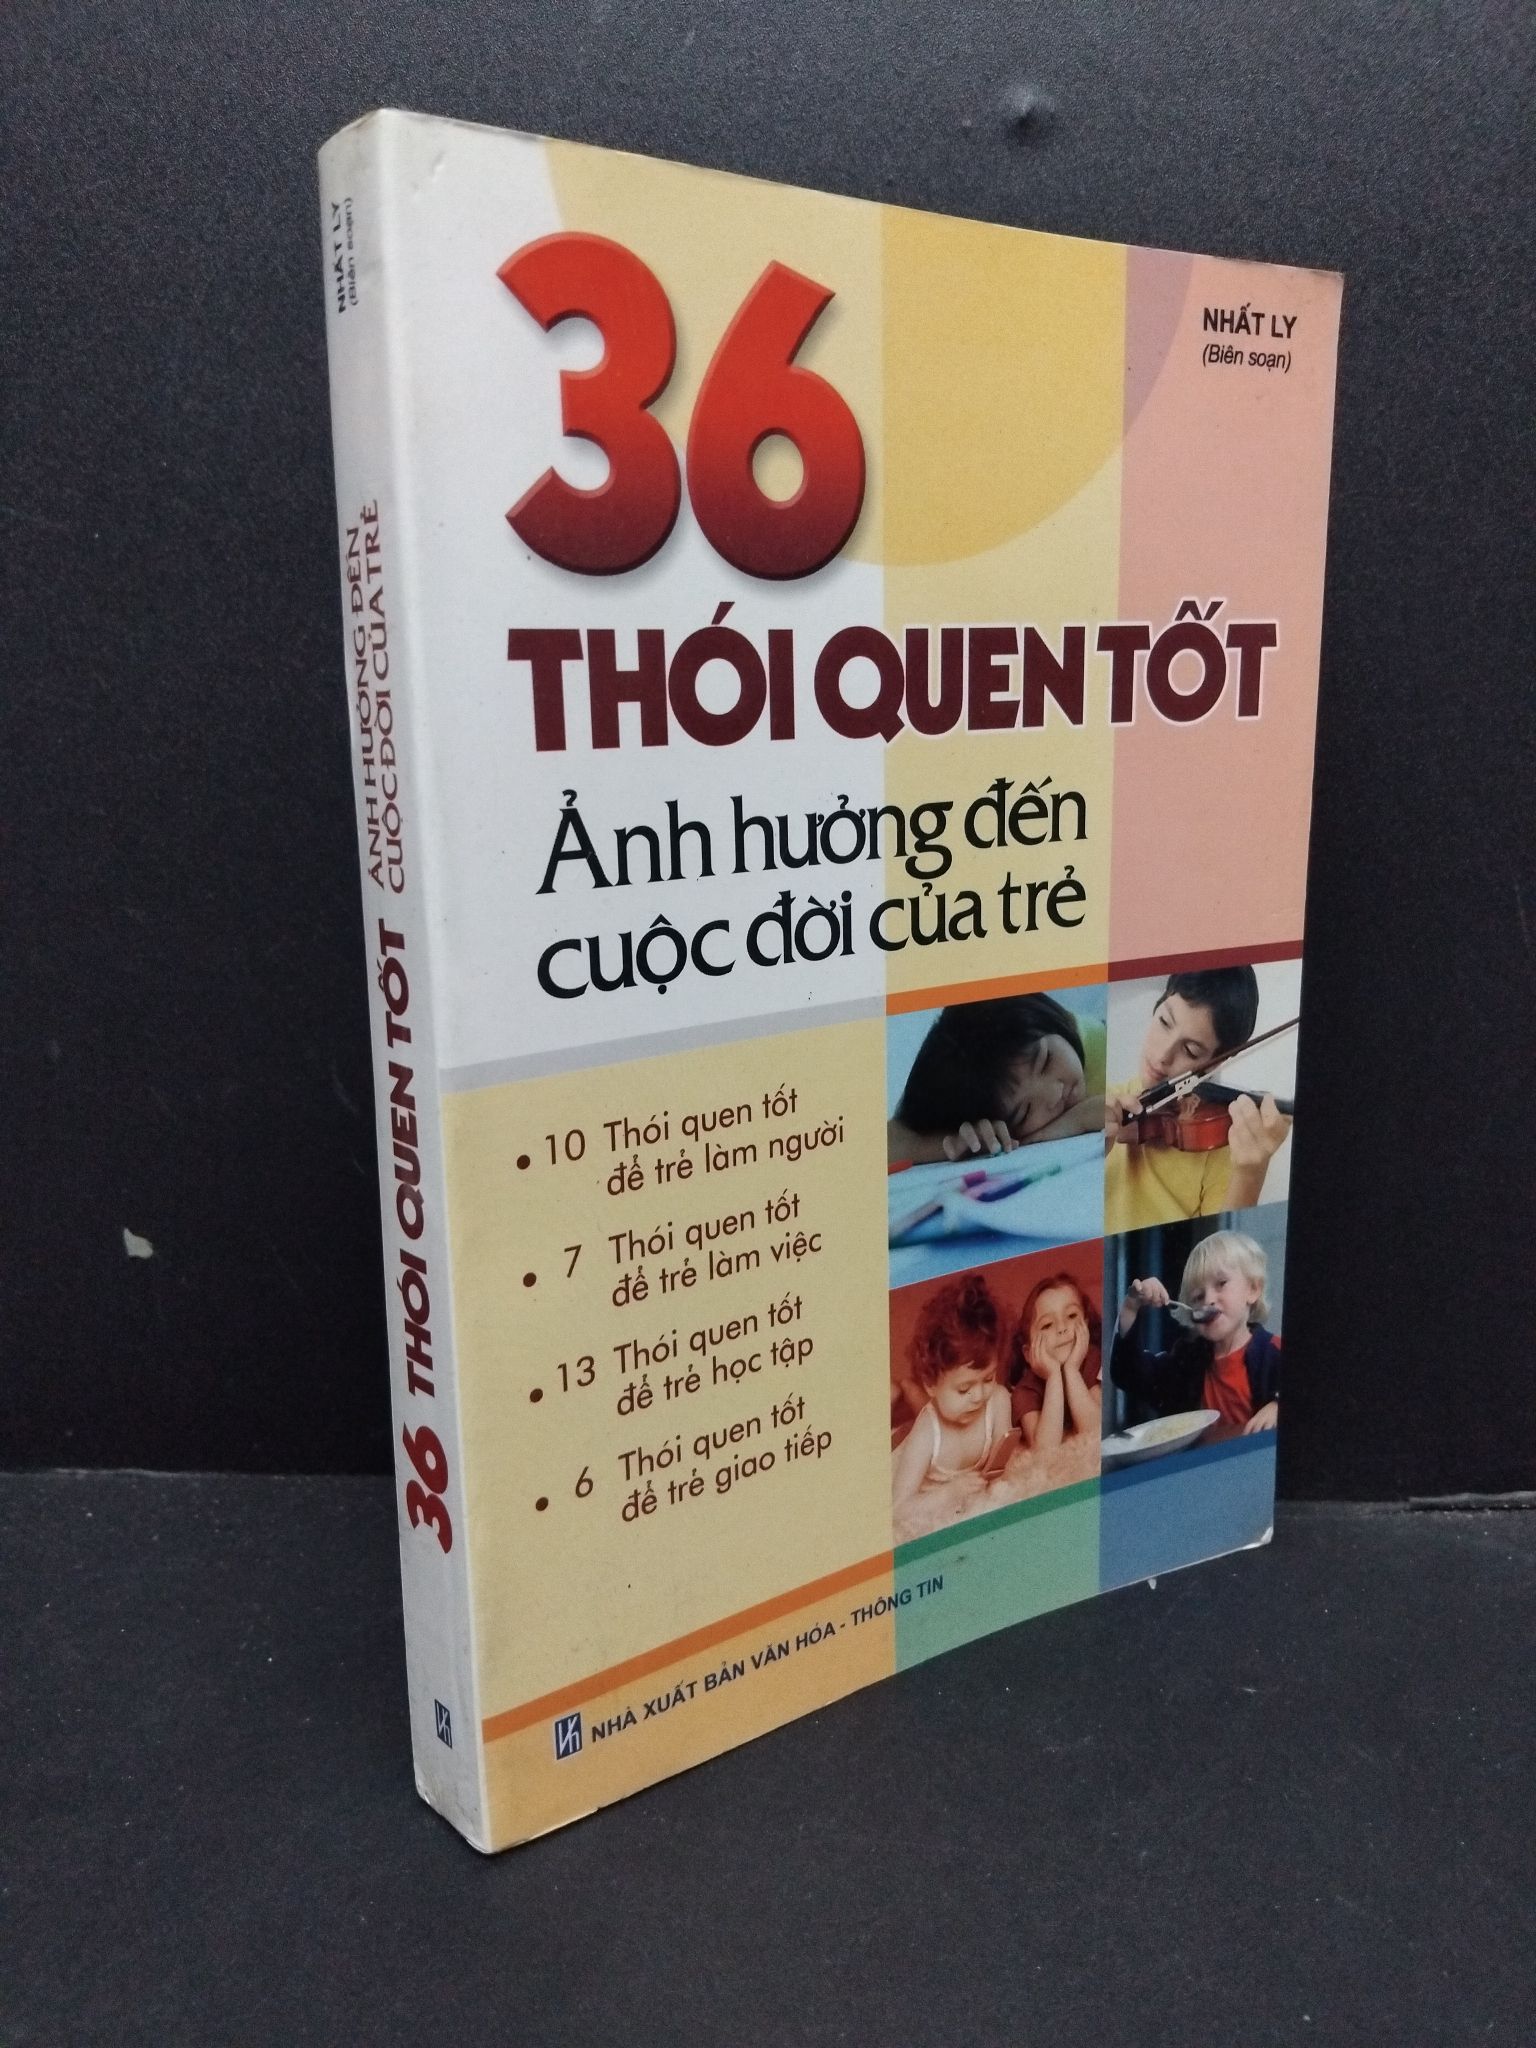 NHẤT LY
(Biên soạn)
36
THÓI QUEN TỐT
Ảnh hưởng đến
cuộc đời của trẻ
• 10 Thói quen tốt
để trẻ làm người
• 7 Thói quen tốt
để trẻ làm việc
• 13 Thói quen tốt
để trẻ học tập
• 6 Thói quen tốt
để trẻ giao tiếp
NHÀ XUẤT BẢN VĂN HÓA - THÔNG TIN
NHẤT LY
(Biên soạn)
36 THÓI QUEN TỐT
ẢNH HƯỞNG ĐẾN
CUỘC ĐỜI CỦA TRẺ